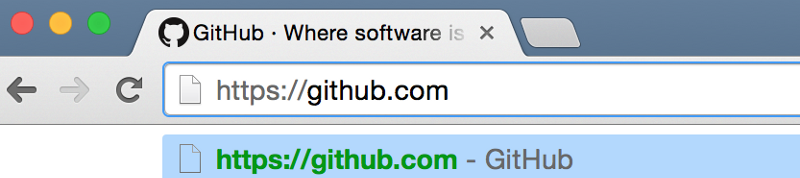 GitHub · Where software is
https://github.com
https://github.com - GitHub